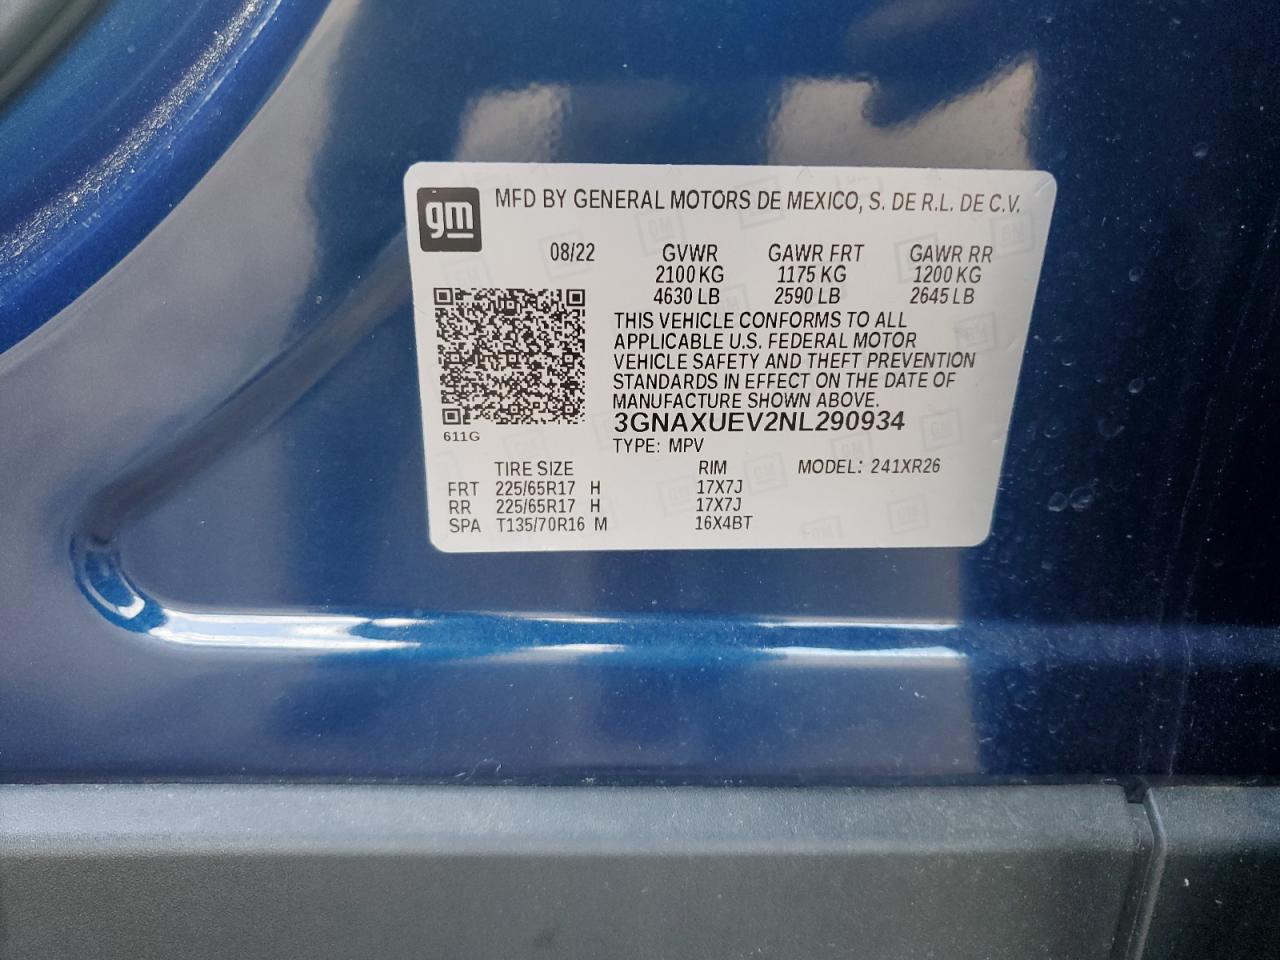 gm
MFD BY GENERAL MOTORS DE MEXICO, S. DE R.L. DE C.V.
08/22 GVWR GAWR FRT GAWR RR
2100 KG 1175 KG 1200 KG
4630 LB 2590 LB 2645 LB
THIS VEHICLE CONFORMS TO ALL
APPLICABLE U.S. FEDERAL MOTOR
VEHICLE SAFETY AND THEFT PREVENTION
STANDARDS IN EFFECT ON THE DATE OF
MANUFACTURE SHOWN ABOVE.
3GNAXUEV2NL290934
611G
TYPE: MPV
TIRE SIZE RIM MODEL: 241XR26
FRT 225/65R17 H 17X7J
RR 225/65R17 H 17X7J
SPA T135/70R16 M 16X4BT